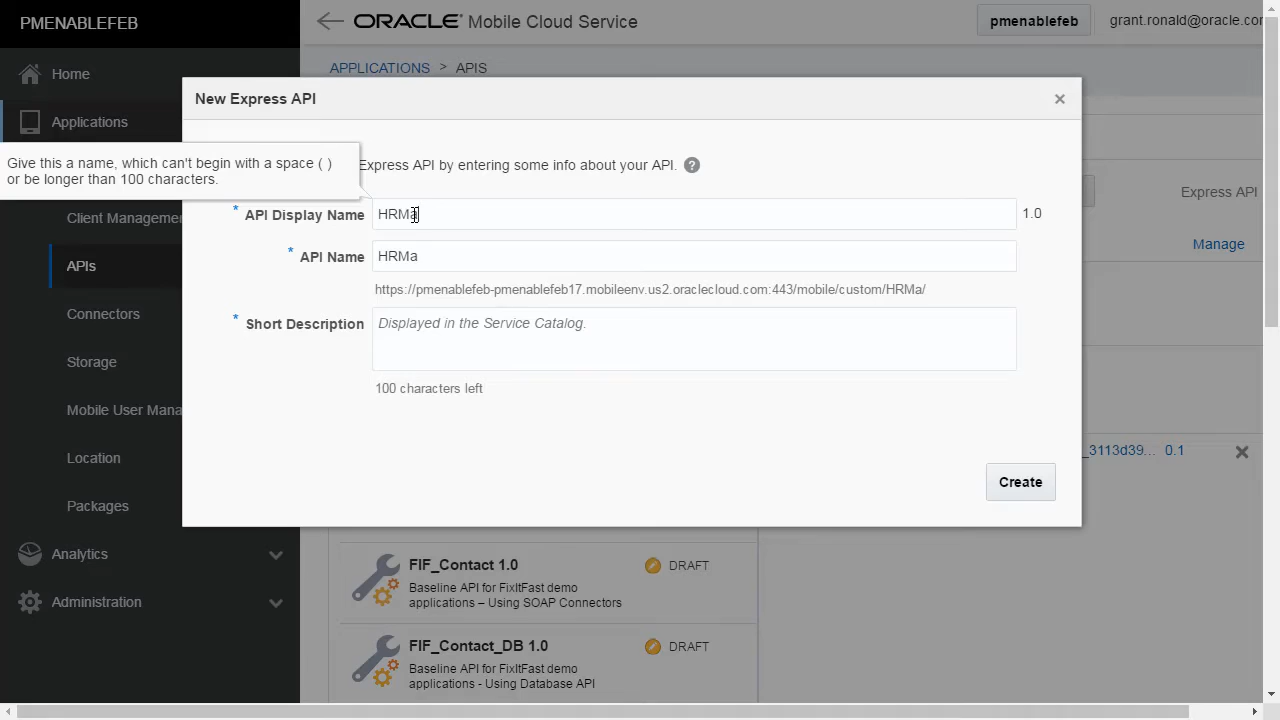 PMENABLEFEB
ORACLE Mobile Cloud Service
pmenablefeb
grant.ronald@oracle.co
Home
APPLICATIONS > APIS
New Express API
×
Applications
Give this a name, which can't begin with a space ( )
or be longer than 100 characters.
Express API by entering some info about your API. ?
Express API
Client Managemen
* API Display Name HRMa 1.0
Manage
* API Name HRMa
APIs
https://pmenablefeb-pmenablefeb17.mobileenv.us2.oraclecloud.com:443/mobile/custom/HRMa/
Connectors
* Short Description Displayed in the Service Catalog.
Storage
100 characters left
Mobile User Mana
_3113d39... 0.1
Location
Create
Packages
Analytics
FIF_Contact 1.0 DRAFT
Baseline API for FixItFast demo
applications – Using SOAP Connectors
Administration
FIF_Contact_DB 1.0 DRAFT
Baseline API for FixItFast demo
applications - Using Database API